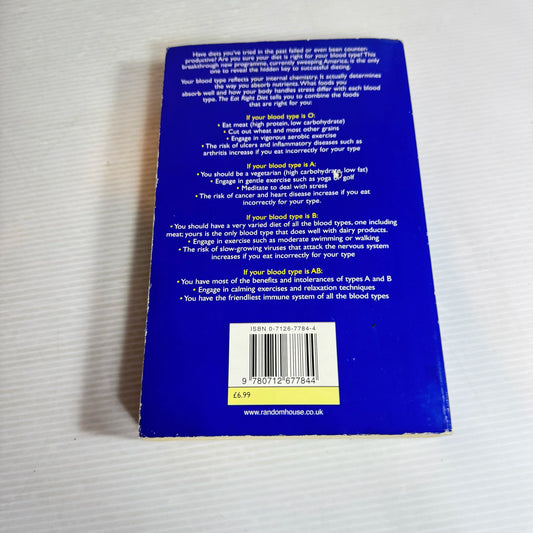 Have diets you've tried in the past failed or even been counter-
productive? Are you sure your diet is right for your blood type? This
breakthrough new programme, currently sweeping America, is the only
one to reveal the hidden key to successful dieting.
Your blood type reflects your internal chemistry. It actually determines
the way you absorb nutrients. What foods you
absorb well and how your body handles stress differ with each blood
type. The Eat Right Diet tells you to combine the foods
that are right for you:
If your blood type is O:
• Eat meat (high protein, low carbohydrate)
• Cut out wheat and most other grains
• Engage in vigorous aerobic exercise
• The risk of ulcers and inflammatory diseases such as
arthritis increase if you eat incorrectly for your type
If your blood type is A:
• You should be a vegetarian (high carbohydrate, low fat)
• Engage in gentle exercise such as yoga or golf
• Meditate to deal with stress
• The risk of cancer and heart disease increase if you eat
incorrectly for your type.
If your blood type is B:
• You should have a very varied diet of all the blood types, one including
meat; yours is the only blood type that does well with dairy products.
• Engage in exercise such as moderate swimming or walking
• The risk of slow-growing viruses that attack the nervous system
increases if you eat incorrectly for your type
If your blood type is AB:
• You have most of the benefits and intolerances of types A and B
• Engage in calming exercises and relaxation techniques
• You have the friendliest immune system of all the blood types
ISBN 0-7126-7784-4
9 780712 677844
£6.99
www.randomhouse.co.uk